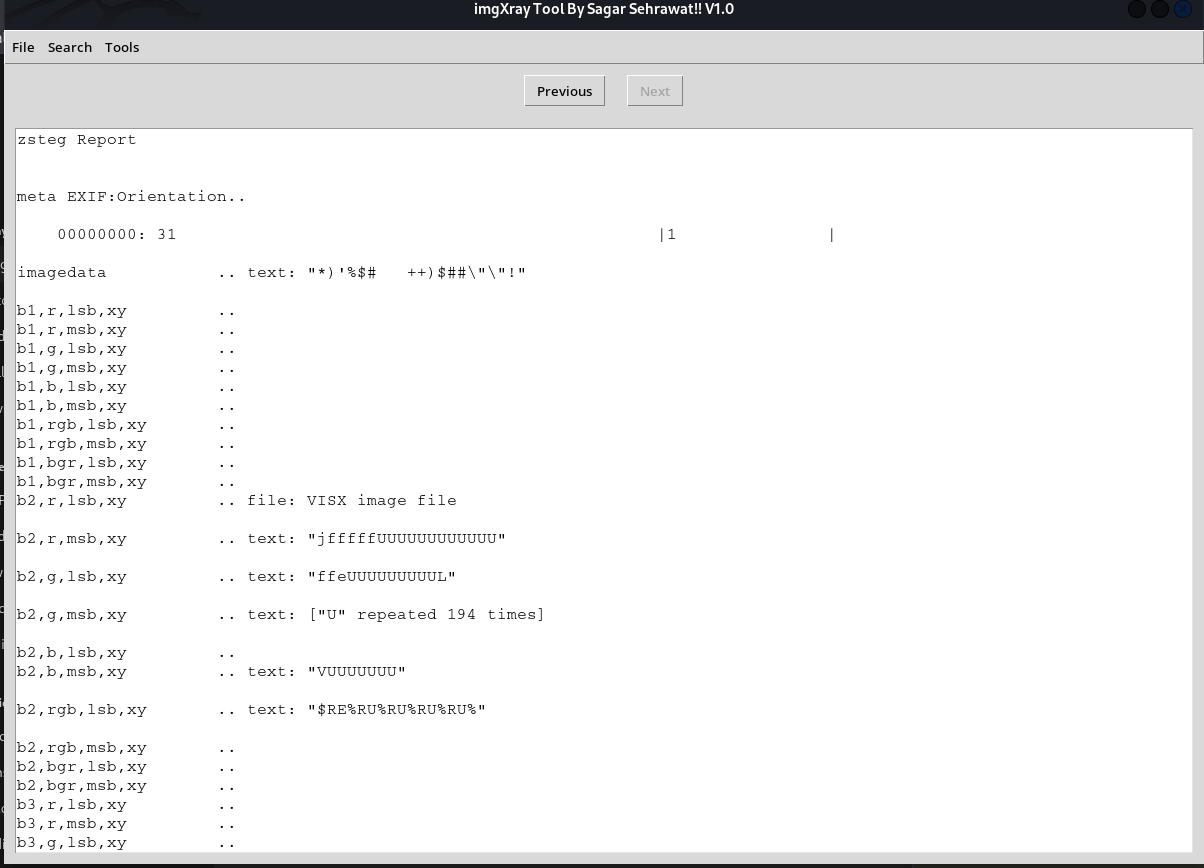 imgXray Tool By Sagar Sehrawat!! V1.0
File Search Tools
Previous Next
zsteg Report
meta EXIF:Orientation..
00000000: 31 |1 |
imagedata .. text: "*)'%$# ++)$##\"\"!"
b1,r,lsb,xy ..
b1,r,msb,xy ..
b1,g,lsb,xy ..
b1,g,msb,xy ..
b1,b,lsb,xy ..
b1,b,msb,xy ..
b1,rgb,lsb,xy ..
b1,rgb,msb,xy ..
b1,bgr,lsb,xy ..
b1,bgr,msb,xy ..
b2,r,lsb,xy .. file: VISX image file
b2,r,msb,xy .. text: "jfffffUUUUUUUUUUUU"
b2,g,lsb,xy .. text: "ffeUUUUUUUUUL"
b2,g,msb,xy .. text: ["U" repeated 194 times]
b2,b,lsb,xy ..
b2,b,msb,xy .. text: "VUUUUUUU"
b2,rgb,lsb,xy .. text: "$RE%RU%RU%RU%RU%"
b2,rgb,msb,xy ..
b2,bgr,lsb,xy ..
b2,bgr,msb,xy ..
b3,r,lsb,xy ..
b3,r,msb,xy ..
b3,g,lsb,xy ..